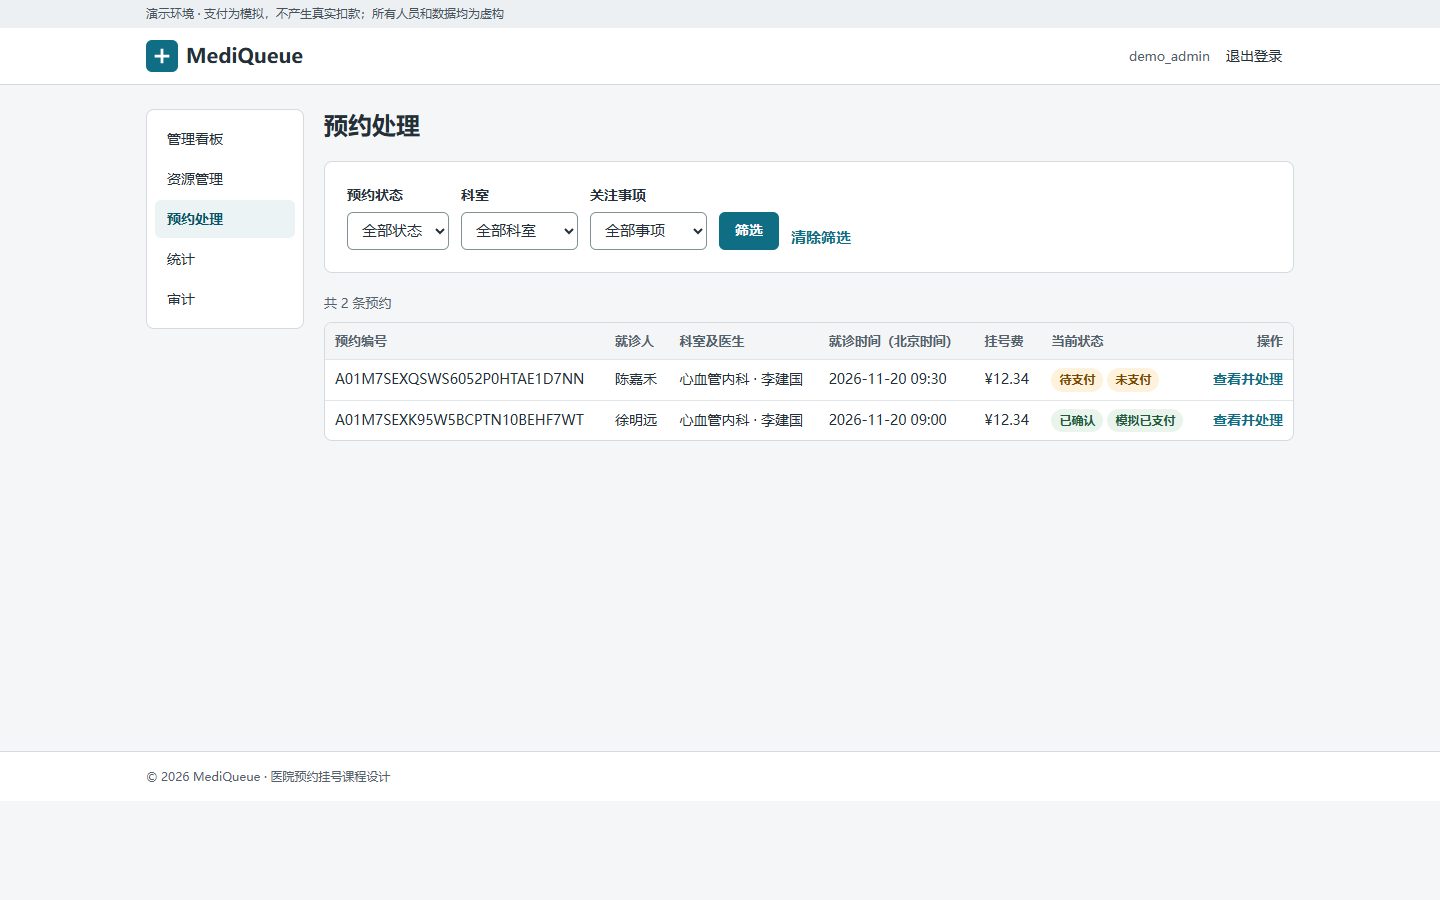 演示环境 · 支付为模拟，不产生真实扣款；所有人员和数据均为虚构
MediQueue
demo_admin 退出登录
管理看板
资源管理
预约处理
统计
审计
预约处理
预约状态 科室 关注事项
全部状态 全部科室 全部事项 筛选 清除筛选
共 2 条预约
预约编号 就诊人 科室及医生 就诊时间（北京时间） 挂号费 当前状态 操作
A01M7SEXQSWS6052P0HTAE1D7NN 陈嘉禾 心血管内科 · 李建国 2026-11-20 09:30 ¥12.34 待支付 未支付 查看并处理
A01M7SEXK95W5BCPTN10BEHF7WT 徐明远 心血管内科 · 李建国 2026-11-20 09:00 ¥12.34 已确认 模拟已支付 查看并处理
© 2026 MediQueue · 医院预约挂号课程设计